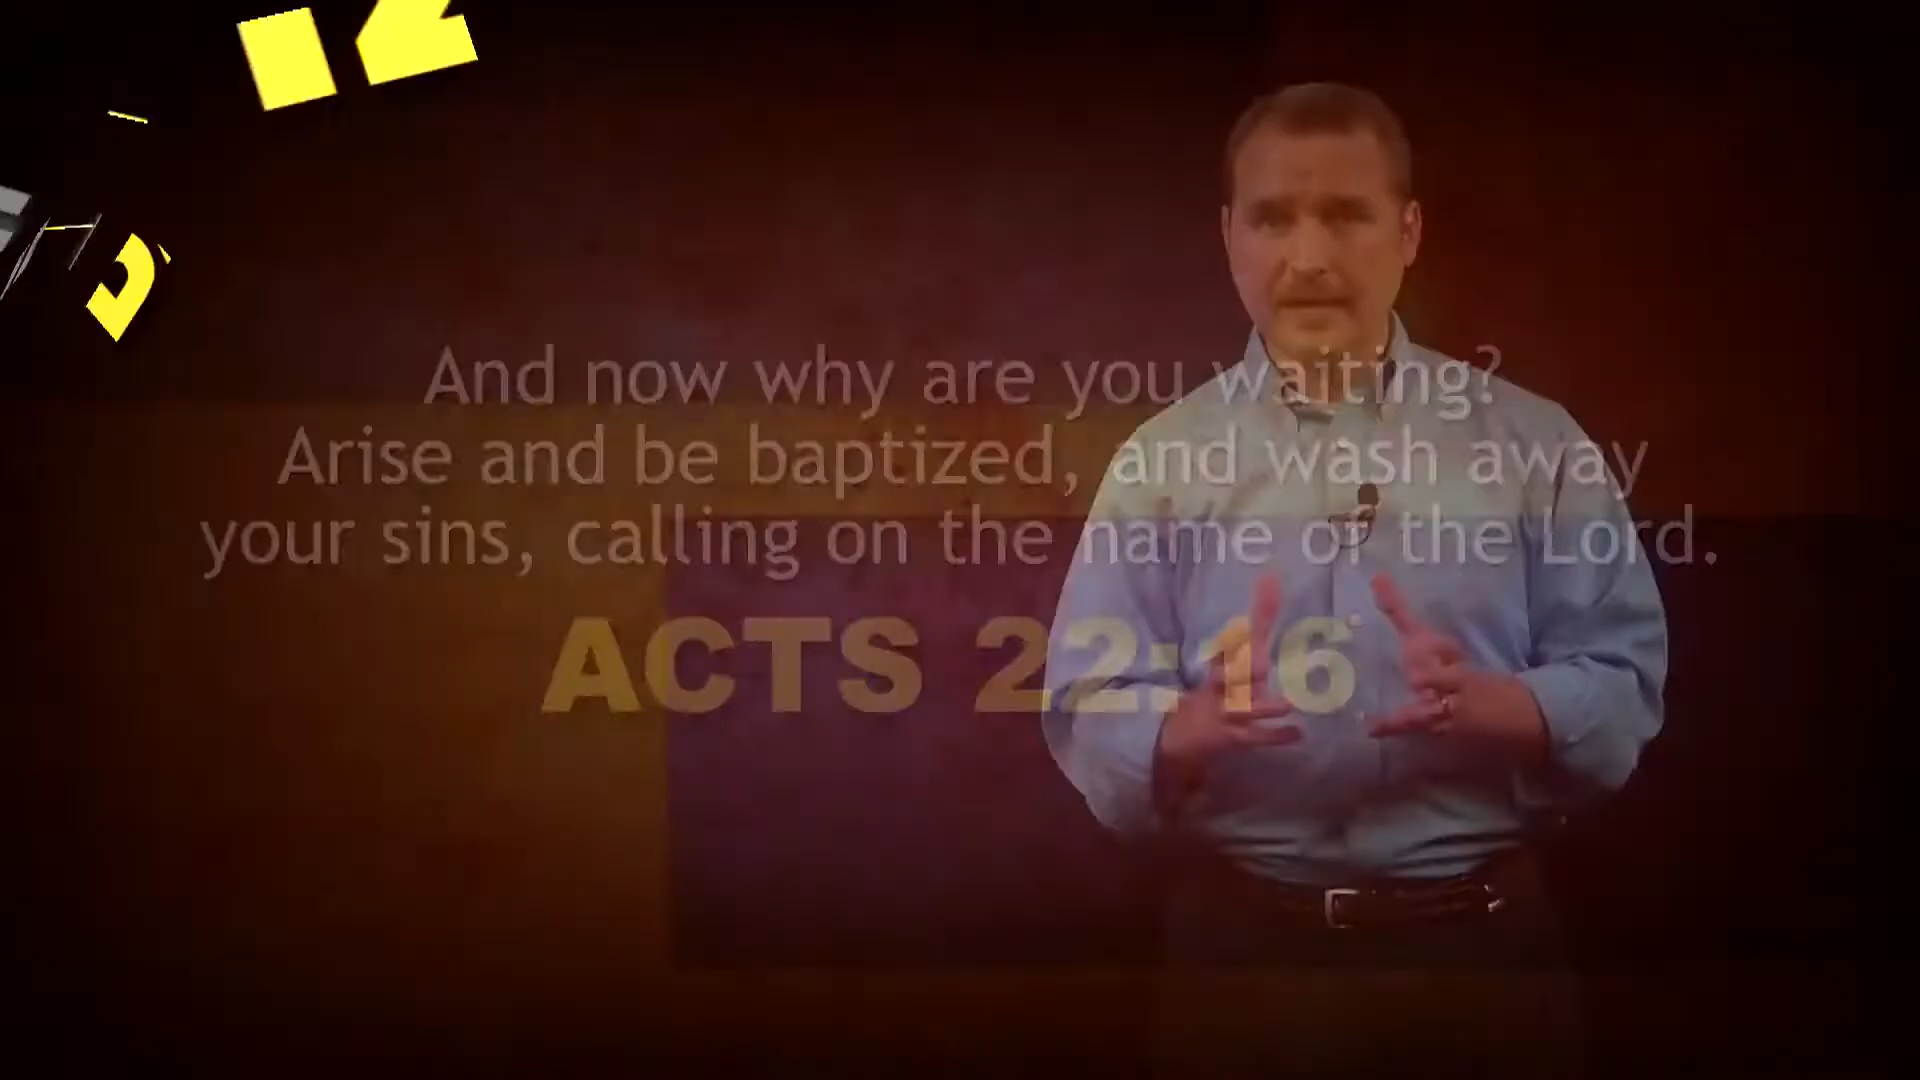 And now why are you waiting?
Arise and be baptized, and wash away
your sins, calling on the name of the Lord.
ACTS 22:16